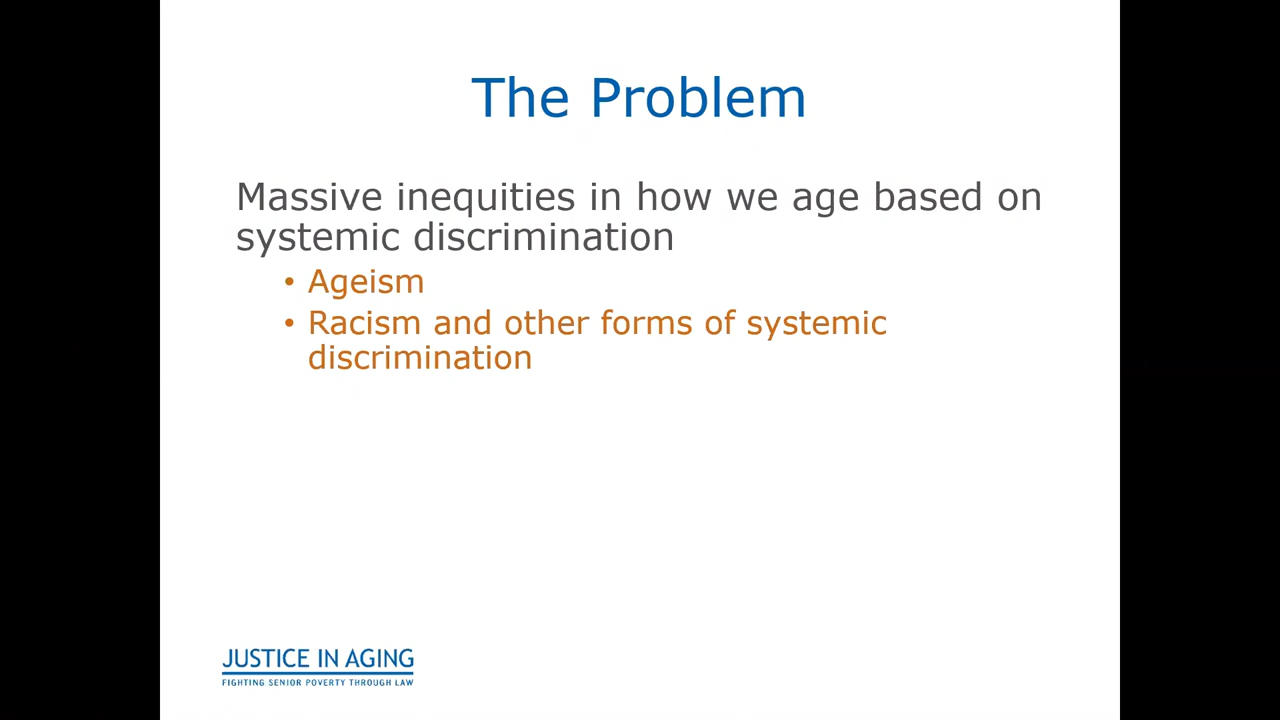 The Problem
Massive inequities in how we age based on
systemic discrimination
• Ageism
• Racism and other forms of systemic
discrimination
JUSTICE IN AGING
FIGHTING SENIOR POVERTY THROUGH LAW